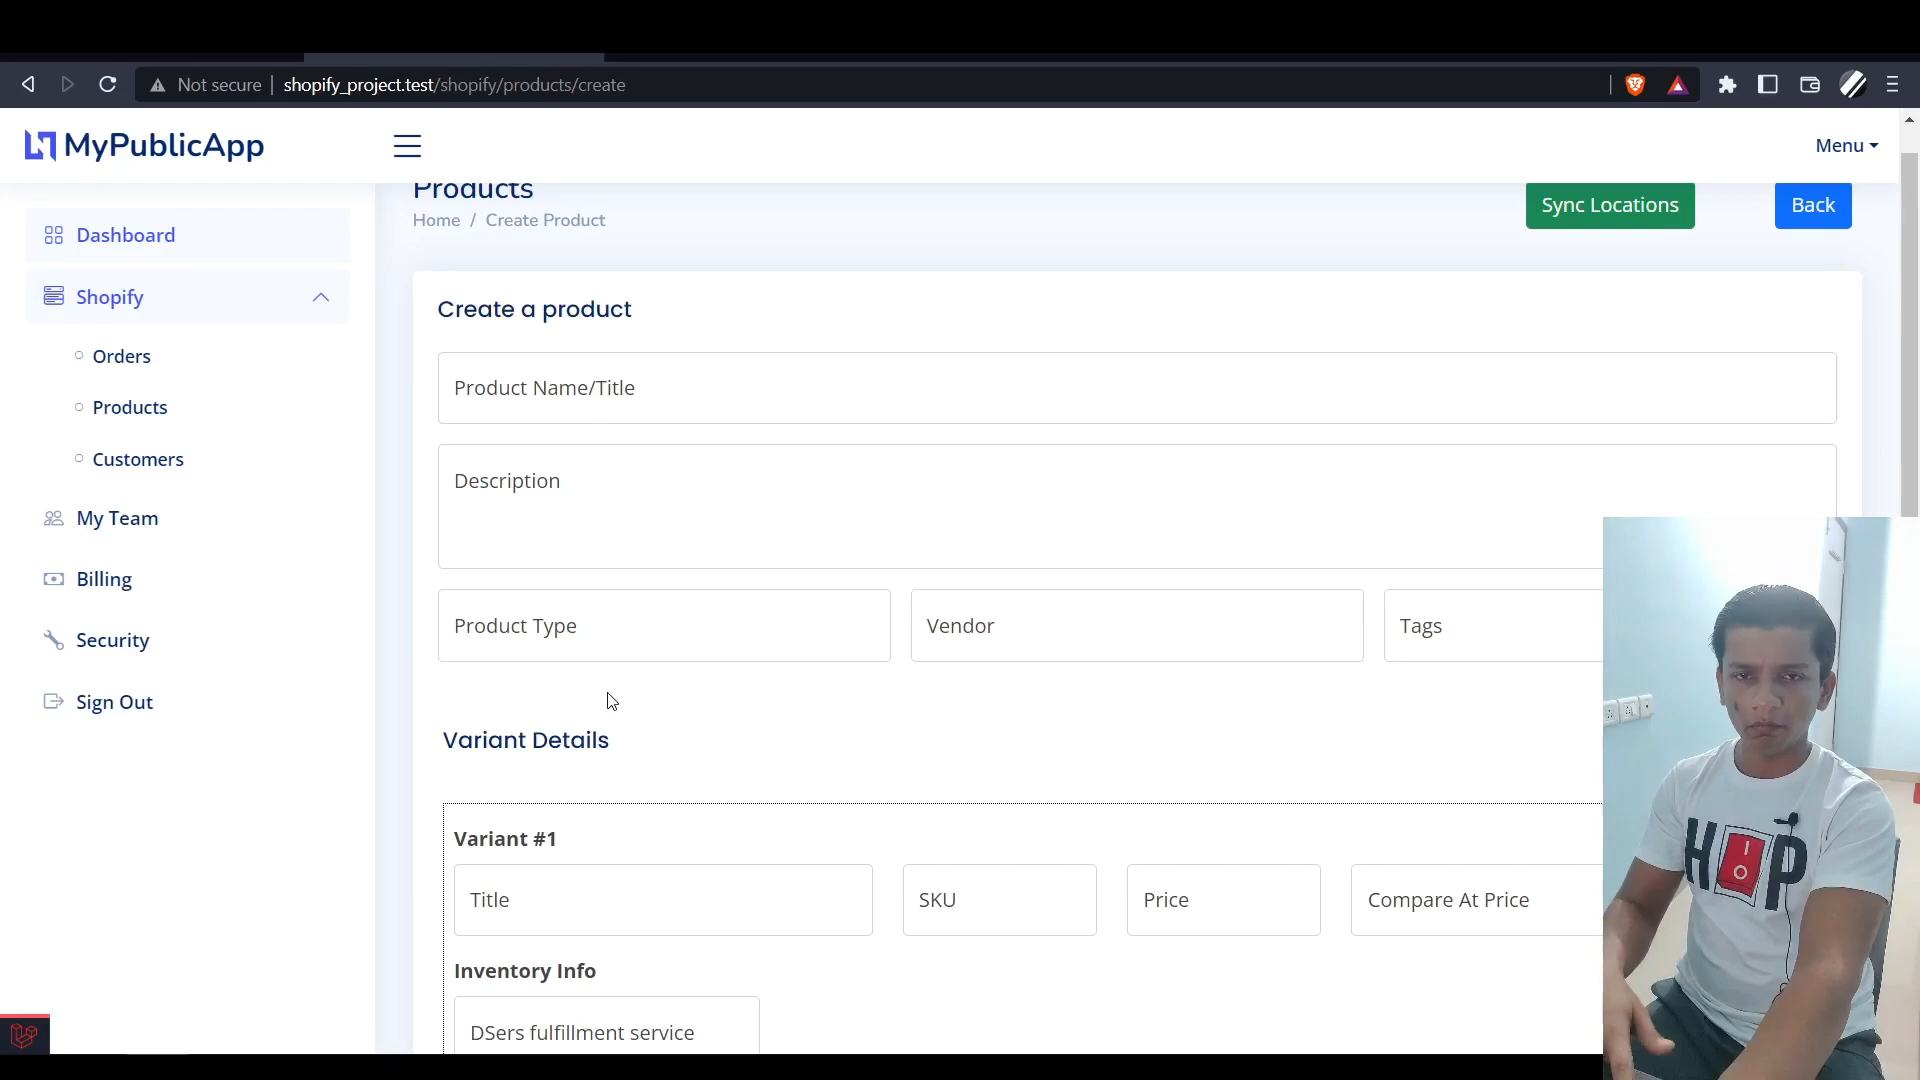 Not secure | shopify_project.test/shopify/products/create
MyPublicApp
Menu
Dashboard
Shopify
Orders
Products
Customers
My Team
Billing
Security
Sign Out
Products
Home / Create Product
Sync Locations
Back
Create a product
Product Name/Title
Description
Product Type
Vendor
Tags
Variant Details
Variant #1
Title
SKU
Price
Compare At Price
Inventory Info
DSers fulfillment service
H P
I
O